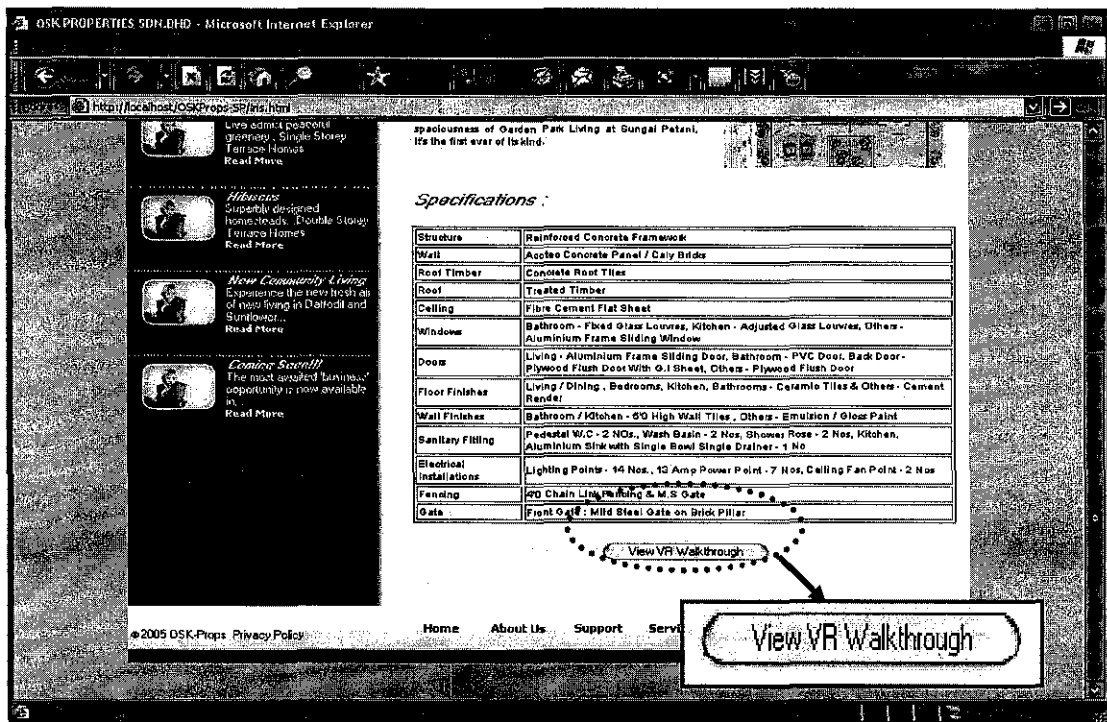 OSK PROPERTIES SDN.BHD - Microsoft Internet Explorer
http://localhost/OSKProps-SP/iris.html
Live admist peaceful
greenery, Single Storey
Terrace Homes
Read More
Hibiscus
Superbly designed
homesteads. Double Storey
Terrace Homes
Read More
New Community Living
Experience the new fresh air
of new living in Daffodil and
Sunflower...
Read More
Coming Soon!!!
The most awaited 'business'
opportunity is now available
in...
Read More
spaciousness of Garden Park Living at Sungai Petani,
it's the first ever of its kind.
Specifications :
Structure Reinforced Concrete Framework
Wall Acotec Concrete Panel / Caly Bricks
Roof Timber Concrete Roof Tiles
Roof Treated Timber
Ceiling Fibre Cement Flat Sheet
Windows Bathroom - Fixed Glass Louvres, Kitchen - Adjusted Glass Louvres, Others -
Aluminium Frame Sliding Window
Doors Living - Aluminium Frame Sliding Door, Bathroom - PVC Door, Back Door -
Plywood Flush Door With G.I Sheet, Others - Plywood Flush Door
Floor Finishes Living / Dining , Bedrooms, Kitchen, Bathrooms - Ceramic Tiles & Others - Cement
Render
Wall Finishes Bathroom / Kitchen - 6'0 High Wall Tiles , Others - Emulsion / Gloss Paint
Sanitary Fitting Pedestal W.C - 2 NOs., Wash Basin - 2 Nos, Shower Rose - 2 Nos, Kitchen,
Aluminium Sink with Single Bowl Single Drainer - 1 No
Electrical
Installations Lighting Points - 14 Nos., 13 Amp Power Point - 7 Nos, Ceiling Fan Point - 2 Nos
Fencing 4'0 Chain Link Fencing & M.S Gate
Gate Front Gate : Mild Steel Gate on Brick Pillar
View VR Walkthrough
©2005 OSK-Props Privacy Policy
Home About Us Support Servi
View VR Walkthrough